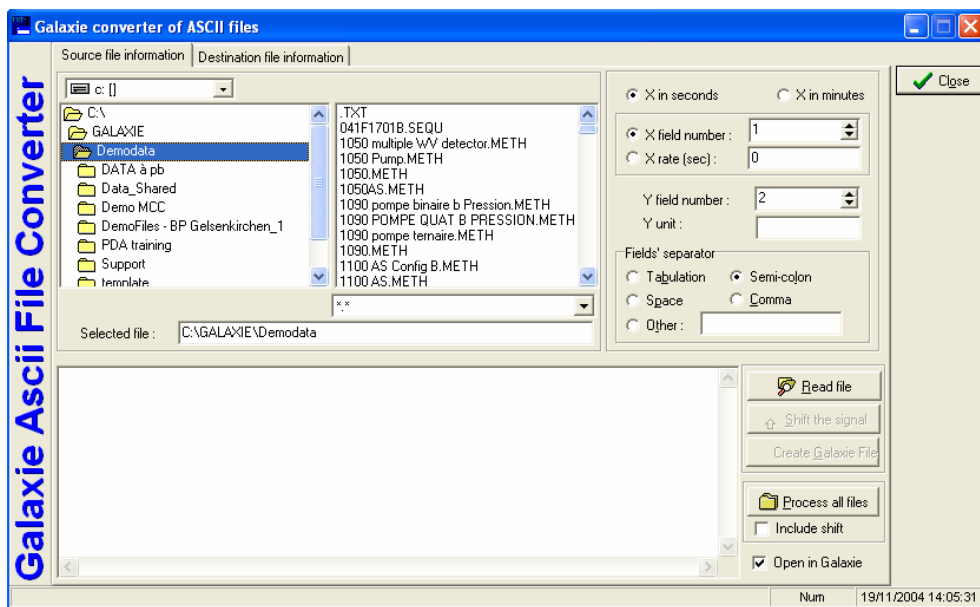 Galaxie converter of ASCII files
Galaxie Ascii File Converter
Source file information
Destination file information
c: []
C:\
GALAXIE
Demodata
DATA à pb
Data_Shared
Demo MCC
DemoFiles - BP Gelsenkirchen_1
PDA training
Support
template
.TXT
041F1701B.SEQU
1050 multiple WV detector.METH
1050 Pump.METH
1050.METH
1050AS.METH
1090 pompe binaire b Pression.METH
1090 POMPE QUAT B PRESSION.METH
1090 pompe ternaire.METH
1090.METH
1100 AS Config B.METH
1100 AS.METH
*.*
Selected file : C:\GALAXIE\Demodata
X in seconds X in minutes
X field number : 1
X rate (sec) : 0
Y field number : 2
Y unit :
Fields' separator
Tabulation Semi-colon
Space Comma
Other :
Close
Read file
Shift the signal
Create Galaxie File
Process all files
Include shift
Open in Galaxie
Num 19/11/2004 14:05:31